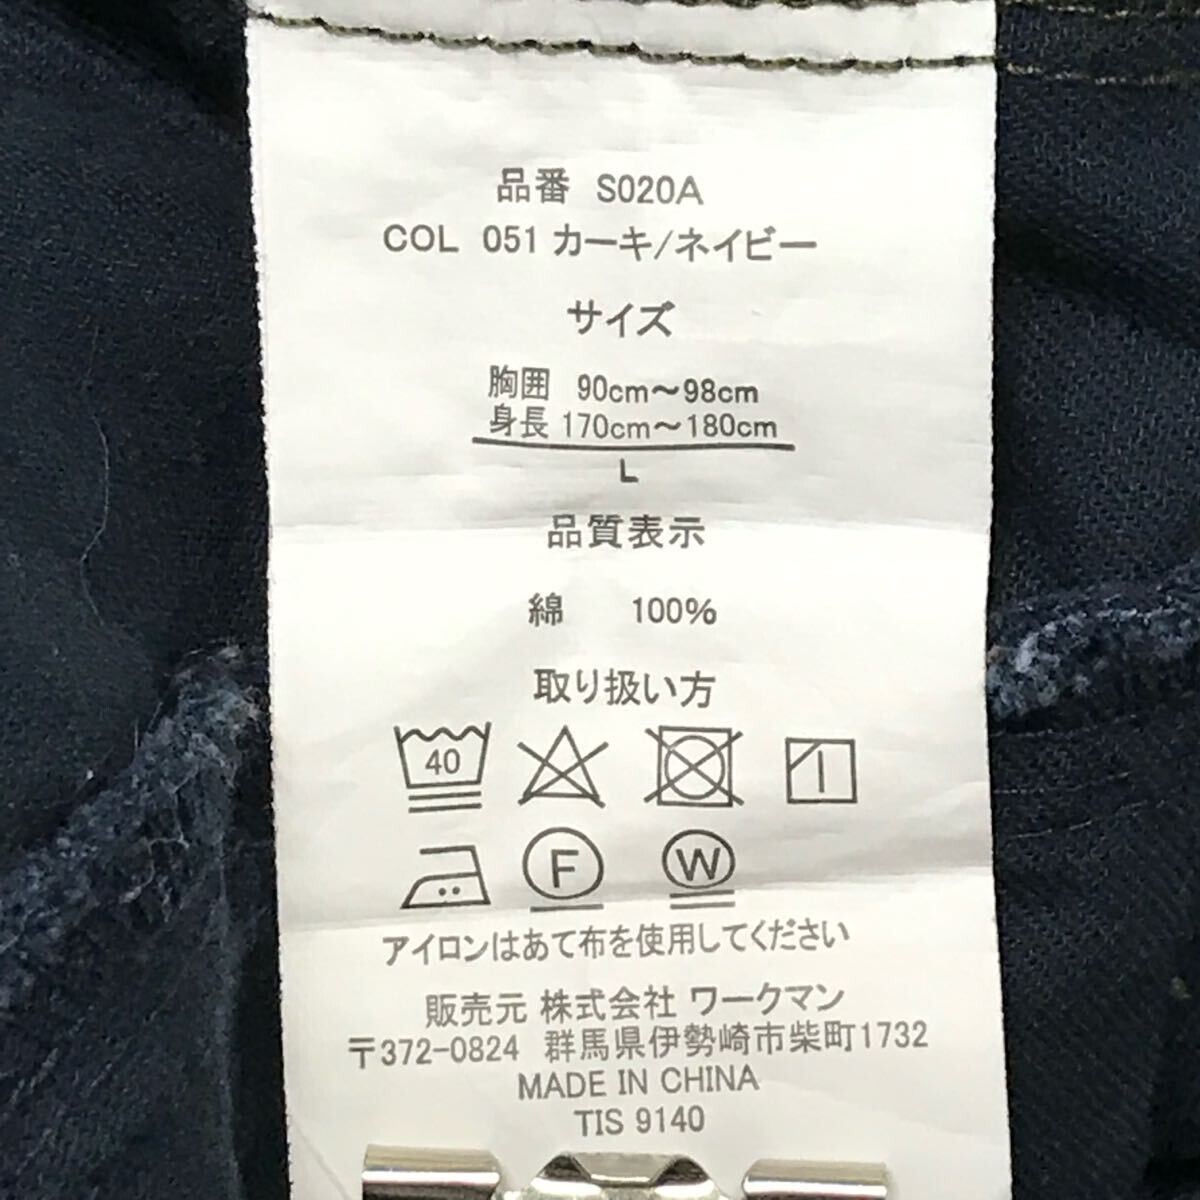 品番 S020A
COL 051 カーキ/ネイビー
サイズ
胸囲 90cm～98cm
身長 170cm～180cm
L
品質表示
綿 100%
取り扱い方
40
F W
アイロンはあて布を使用してください
販売元 株式会社 ワークマン
〒372-0824 群馬県伊勢崎市柴町1732
MADE IN CHINA
TIS 9140